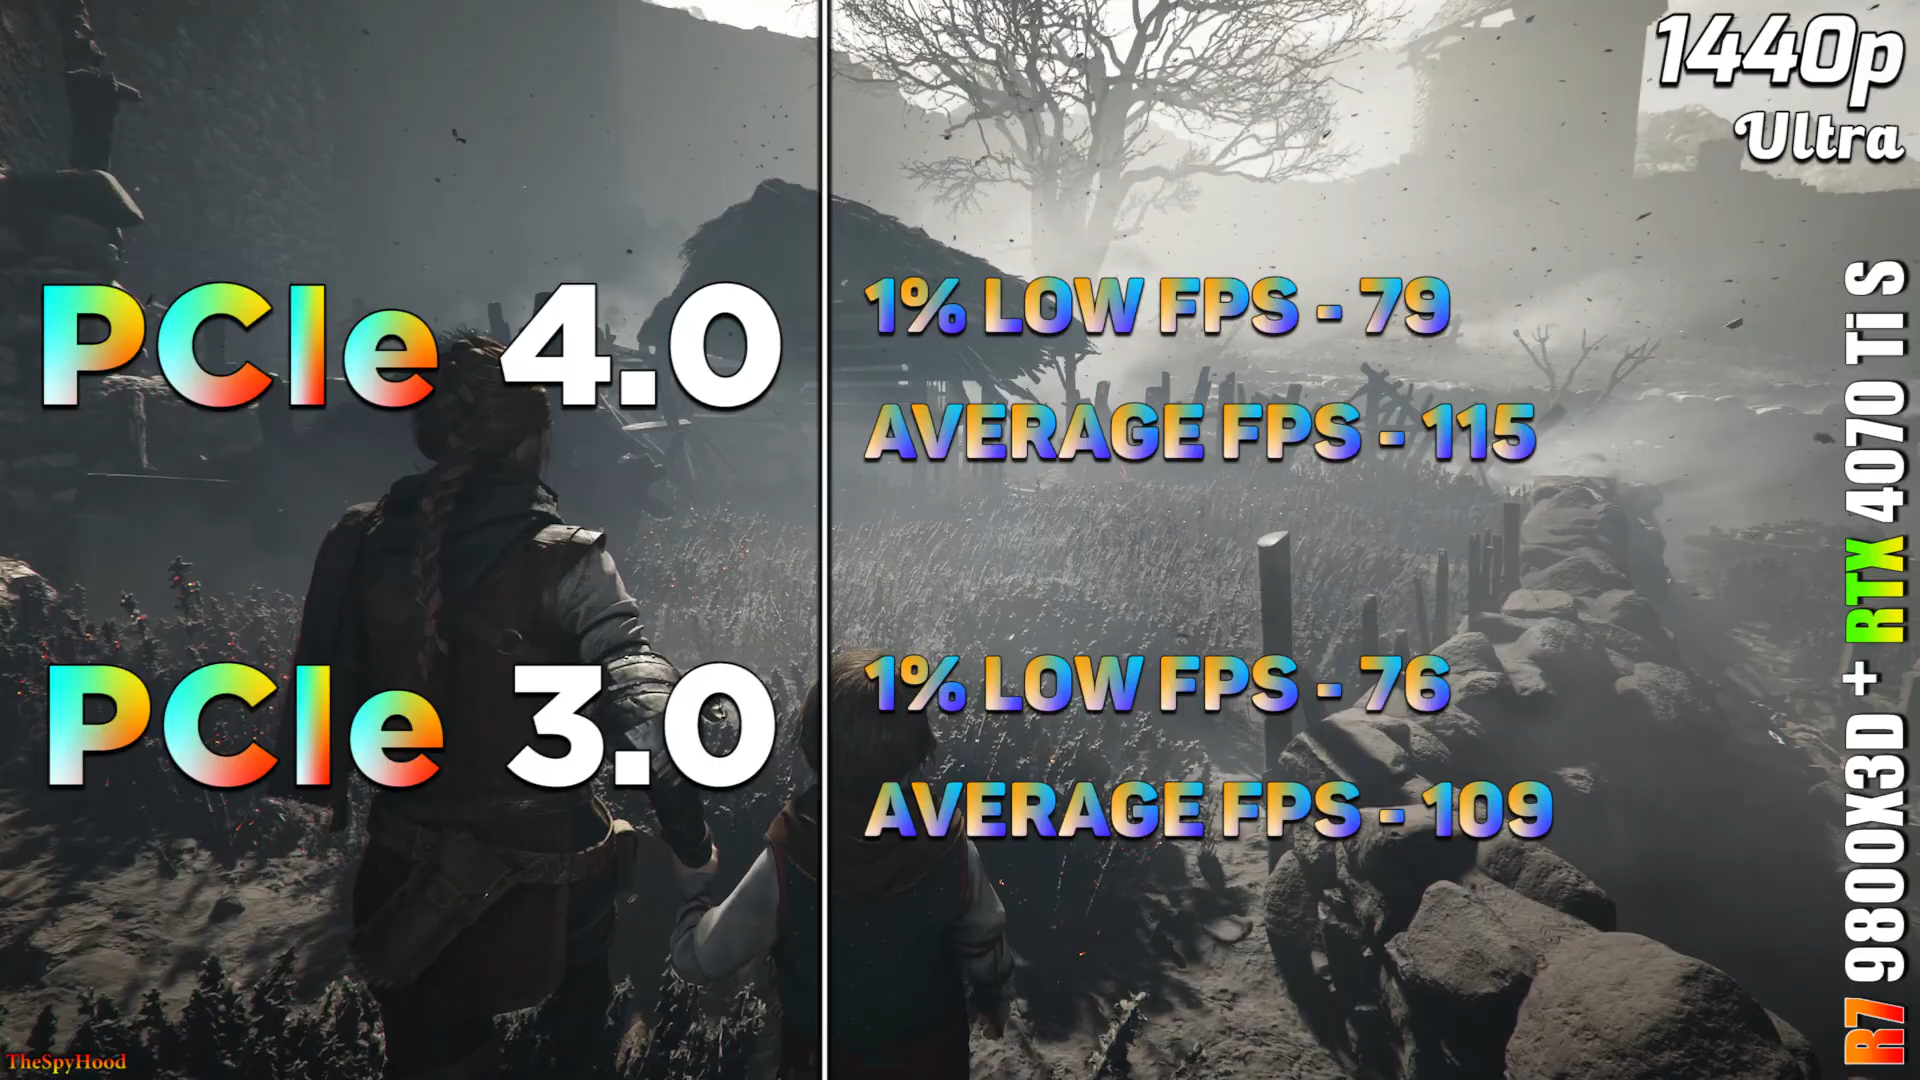 1440p
Ultra
PCIe 4.0
1% LOW FPS - 79
AVERAGE FPS - 115
PCIe 3.0
1% LOW FPS - 76
AVERAGE FPS - 109
R7 9800X3D + RTX 4070 Ti S
TheSpyHood